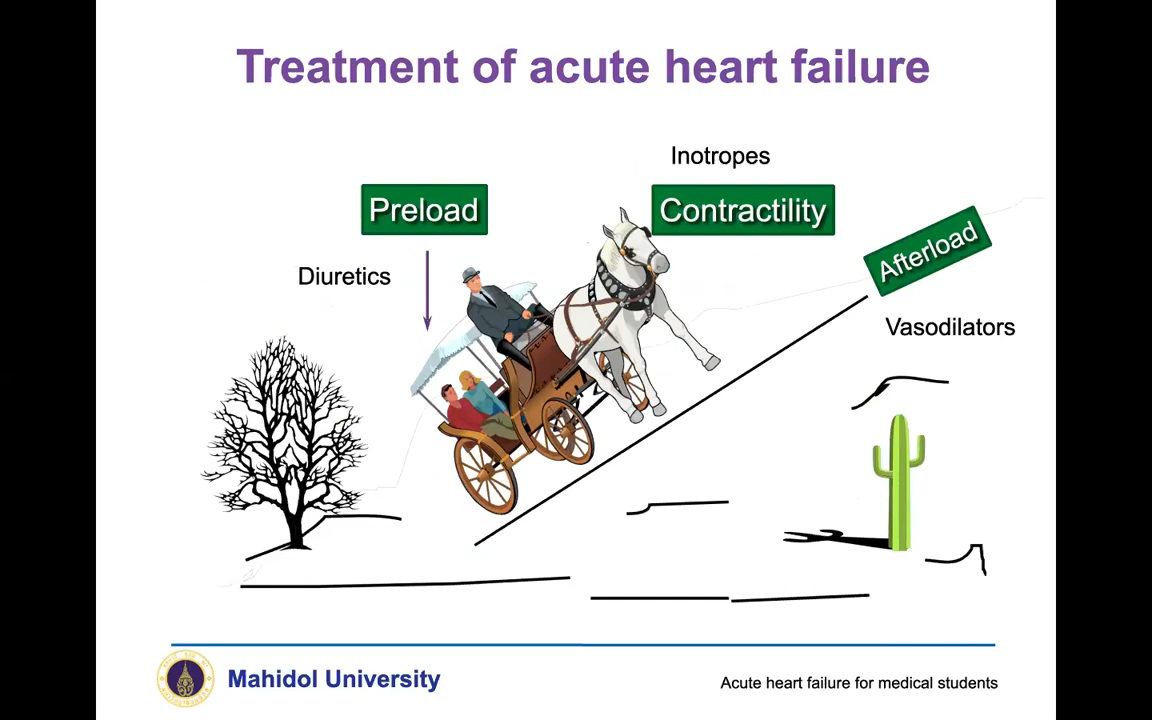 Treatment of acute heart failure
Inotropes
Preload
Contractility
Afterload
Diuretics
Vasodilators
Mahidol University
Acute heart failure for medical students